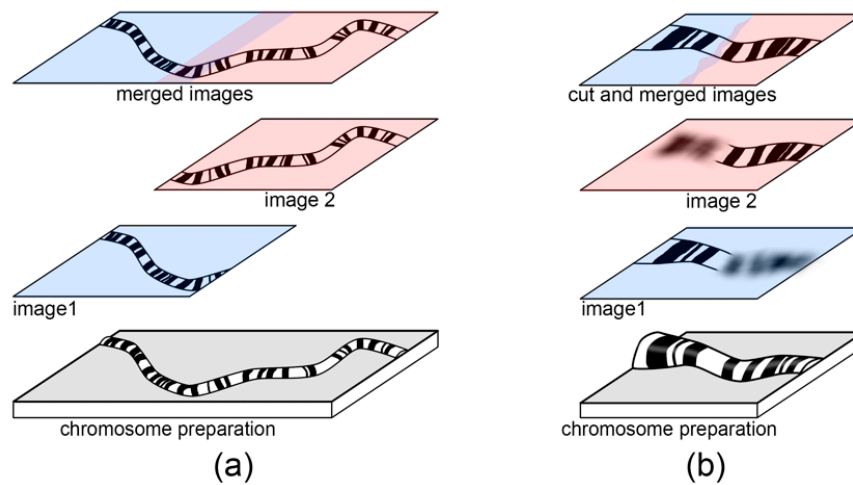 merged images
image 2
image1
chromosome preparation
(a)
cut and merged images
image 2
image1
chromosome preparation
(b)